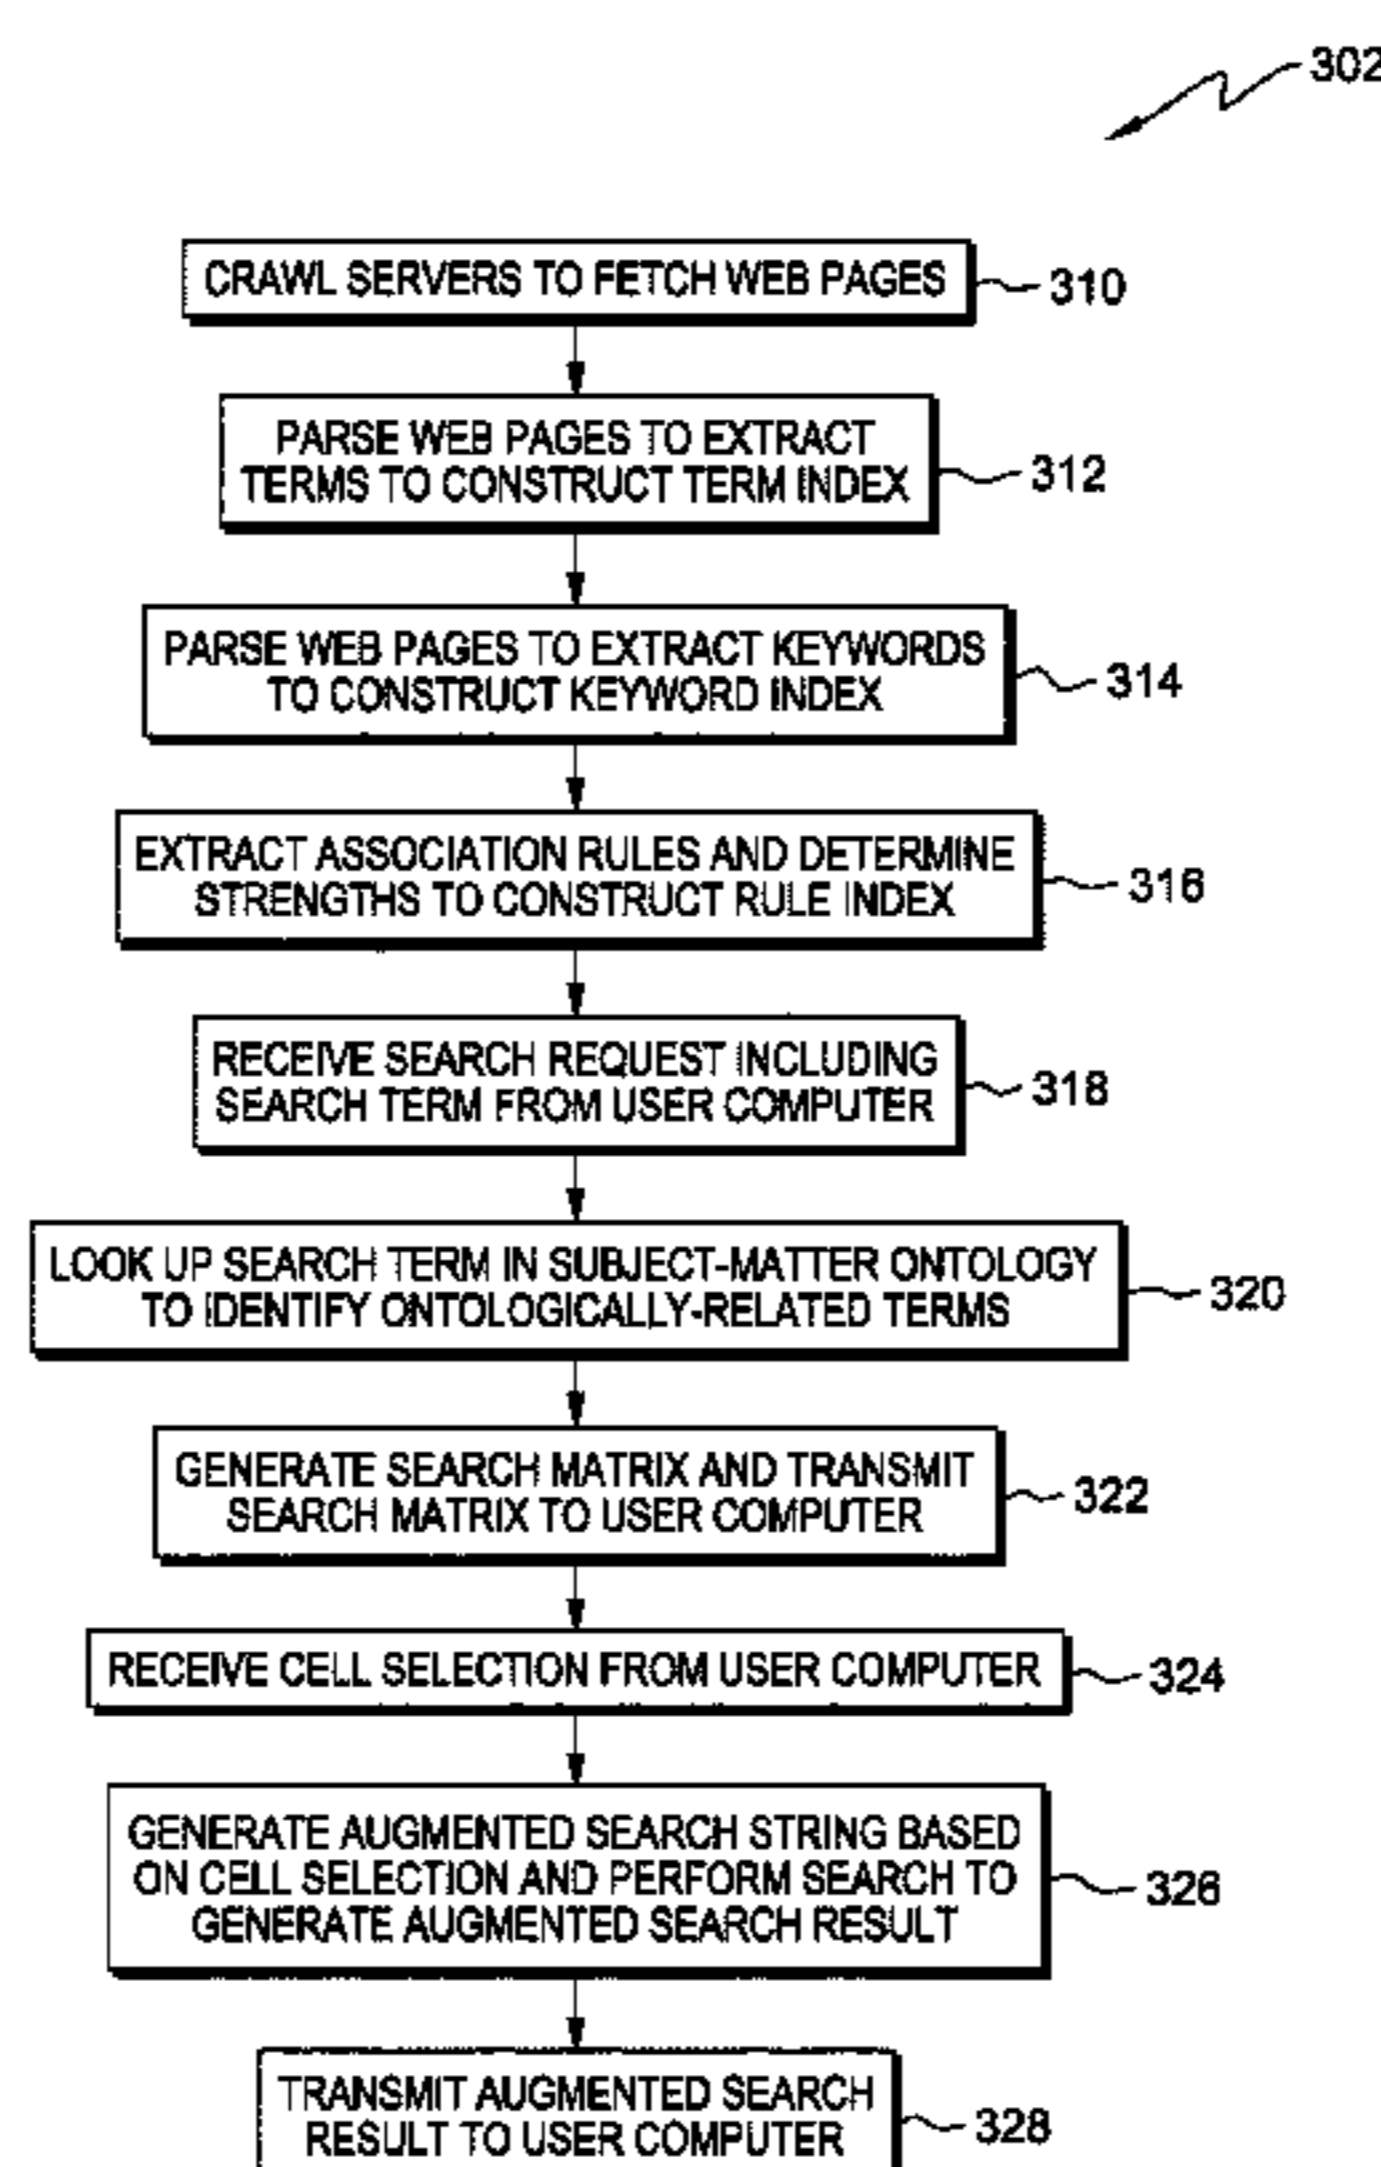 302
CRAWL SERVERS TO FETCH WEB PAGES
310
PARSE WEB PAGES TO EXTRACT
TERMS TO CONSTRUCT TERM INDEX
312
PARSE WEB PAGES TO EXTRACT KEYWORDS
TO CONSTRUCT KEYWORD INDEX
314
EXTRACT ASSOCIATION RULES AND DETERMINE
STRENGTHS TO CONSTRUCT RULE INDEX
316
RECEIVE SEARCH REQUEST INCLUDING
SEARCH TERM FROM USER COMPUTER
318
LOOK UP SEARCH TERM IN SUBJECT-MATTER ONTOLOGY
TO IDENTIFY ONTOLOGICALLY-RELATED TERMS
320
GENERATE SEARCH MATRIX AND TRANSMIT
SEARCH MATRIX TO USER COMPUTER
322
RECEIVE CELL SELECTION FROM USER COMPUTER
324
GENERATE AUGMENTED SEARCH STRING BASED
ON CELL SELECTION AND PERFORM SEARCH TO
GENERATE AUGMENTED SEARCH RESULT
326
TRANSMIT AUGMENTED SEARCH
RESULT TO USER COMPUTER
328